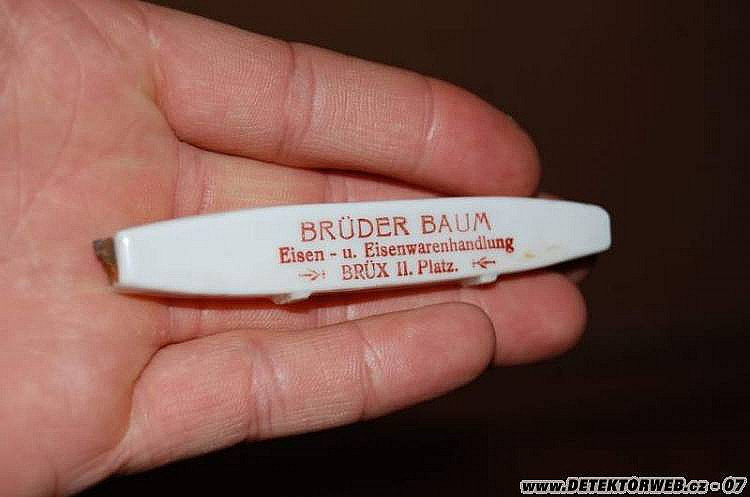 BRÜDER BAUM
Eisen - u. Eisenwarenhandlung
BRÜX II. Platz.
www.DETEKTORWEB.cz - 07